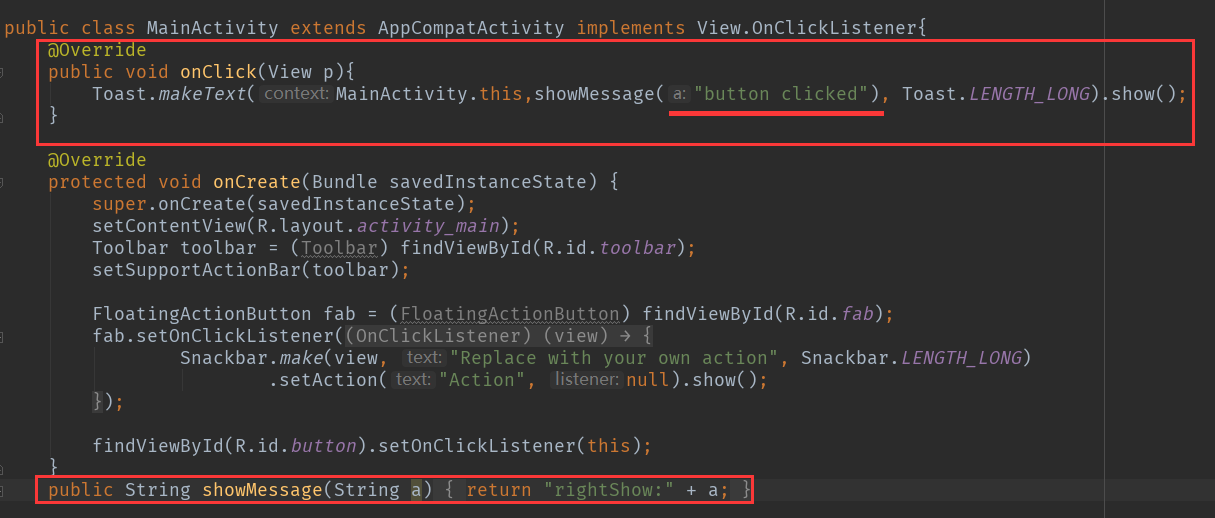 public class MainActivity extends AppCompatActivity implements View.OnClickListener{
@Override
public void onClick(View p){
Toast.makeText( context: MainActivity.this,showMessage( a: "button clicked"), Toast.LENGTH_LONG).show();
}
@Override
protected void onCreate(Bundle savedInstanceState) {
super.onCreate(savedInstanceState);
setContentView(R.layout.activity_main);
Toolbar toolbar = (Toolbar) findViewById(R.id.toolbar);
setSupportActionBar(toolbar);
FloatingActionButton fab = (FloatingActionButton) findViewById(R.id.fab);
fab.setOnClickListener((OnClickListener) (view) → {
Snackbar.make(view, text: "Replace with your own action", Snackbar.LENGTH_LONG)
.setAction( text: "Action", listener: null).show();
});
findViewById(R.id.button).setOnClickListener(this);
}
public String showMessage(String a) { return "rightShow:" + a; }